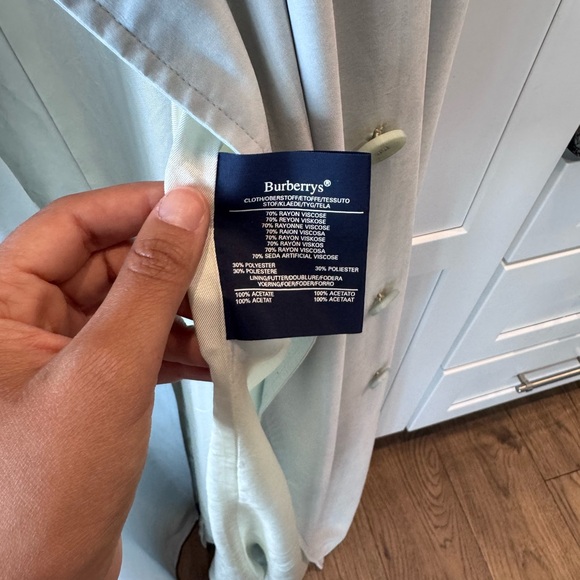 Burberrys®
CLOTH/OBERSTOFF/ETOFFE/TESSUTO
STOF/KLAEDE/TYG/TELA
70% RAYON VISCOSE
70% REYON VISKOSE
70% RAYONNE VISCOSE
70% RAION VISCOSA
70% RAYON VISKOSE
70% RAYON VISKOS
70% RAYON VISCOSE
70% SEDA ARTIFICIAL VISCOSE
30% POLYESTER
30% POLIESTERE 30% POLIESTER
LINING/FUTTER/DOUBLURE/FODERA
VOERING/FOER/FODER/FORRO
100% ACETATE 100% ACETATO
100% ACETAT 100% ACETAAT